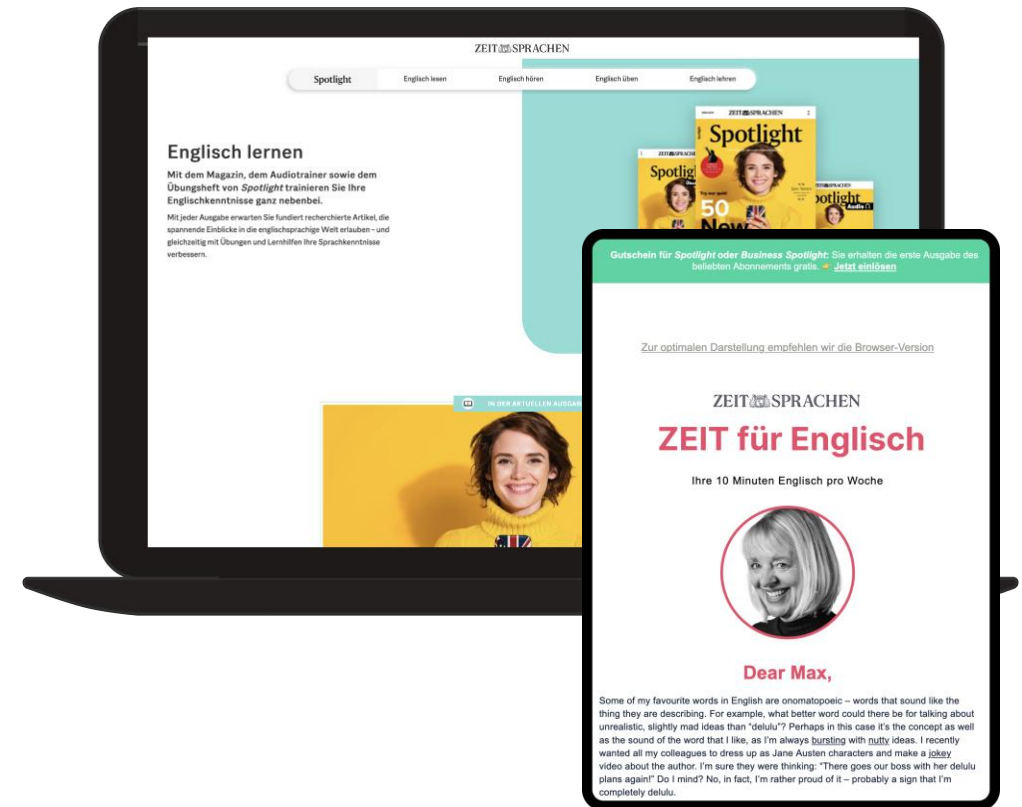 ZEIT SPRACHEN
Spotlight Englisch lesen Englisch hören Englisch üben Englisch lehren
Englisch lernen
Mit dem Magazin, dem Audiotrainer sowie dem
Übungsheft von Spotlight trainieren Sie Ihre
Englischkenntnisse ganz nebenbei.
Mit jeder Ausgabe erwarten Sie fundiert recherchierte Artikel, die
spannende Einblicke in die englischsprachige Welt erlauben – und
gleichzeitig mit Übungen und Lernhilfen Ihre Sprachkenntnisse
verbessern.
ZEIT SPRACHEN
Spotlight
50
New
Audio
IN DER AKTUELLEN AUSGABE
Gutschein für Spotlight oder Business Spotlight: Sie erhalten die erste Ausgabe des
beliebten Abonnements gratis. 👉 Jetzt einlösen
Zur optimalen Darstellung empfehlen wir die Browser-Version
ZEIT SPRACHEN
ZEIT für Englisch
Ihre 10 Minuten Englisch pro Woche
Dear Max,
Some of my favourite words in English are onomatopoeic – words that sound like the
thing they are describing. For example, what better word could there be for talking about
unrealistic, slightly mad ideas than “delulu”? Perhaps in this case it’s the concept as well
as the sound of the word that I like, as I’m always bursting with nutty ideas. I recently
wanted all my colleagues to dress up as Jane Austen characters and make a jokey
video about the author. I’m sure they were thinking: “There goes our boss with her delulu
plans again!” Do I mind? No, in fact, I’m rather proud of it – probably a sign that I’m
completely delulu.